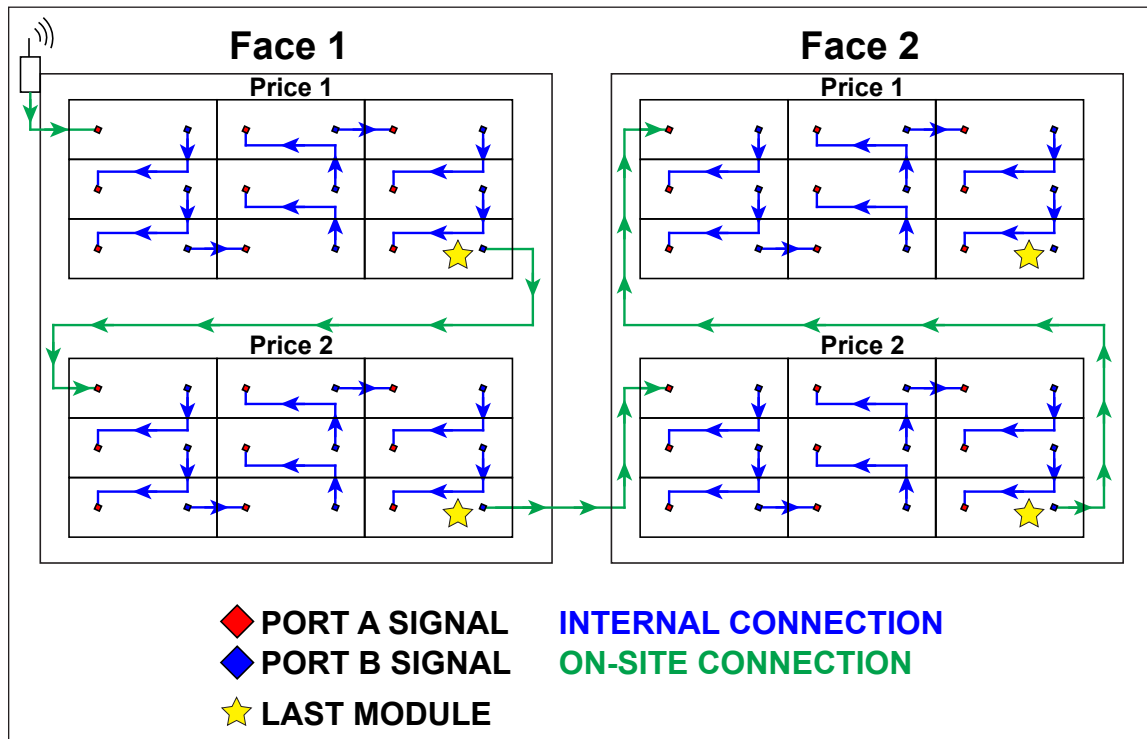 Face 1
Price 1
Price 2
Face 2
Price 1
Price 2
PORT A SIGNAL
INTERNAL CONNECTION
PORT B SIGNAL
ON-SITE CONNECTION
LAST MODULE